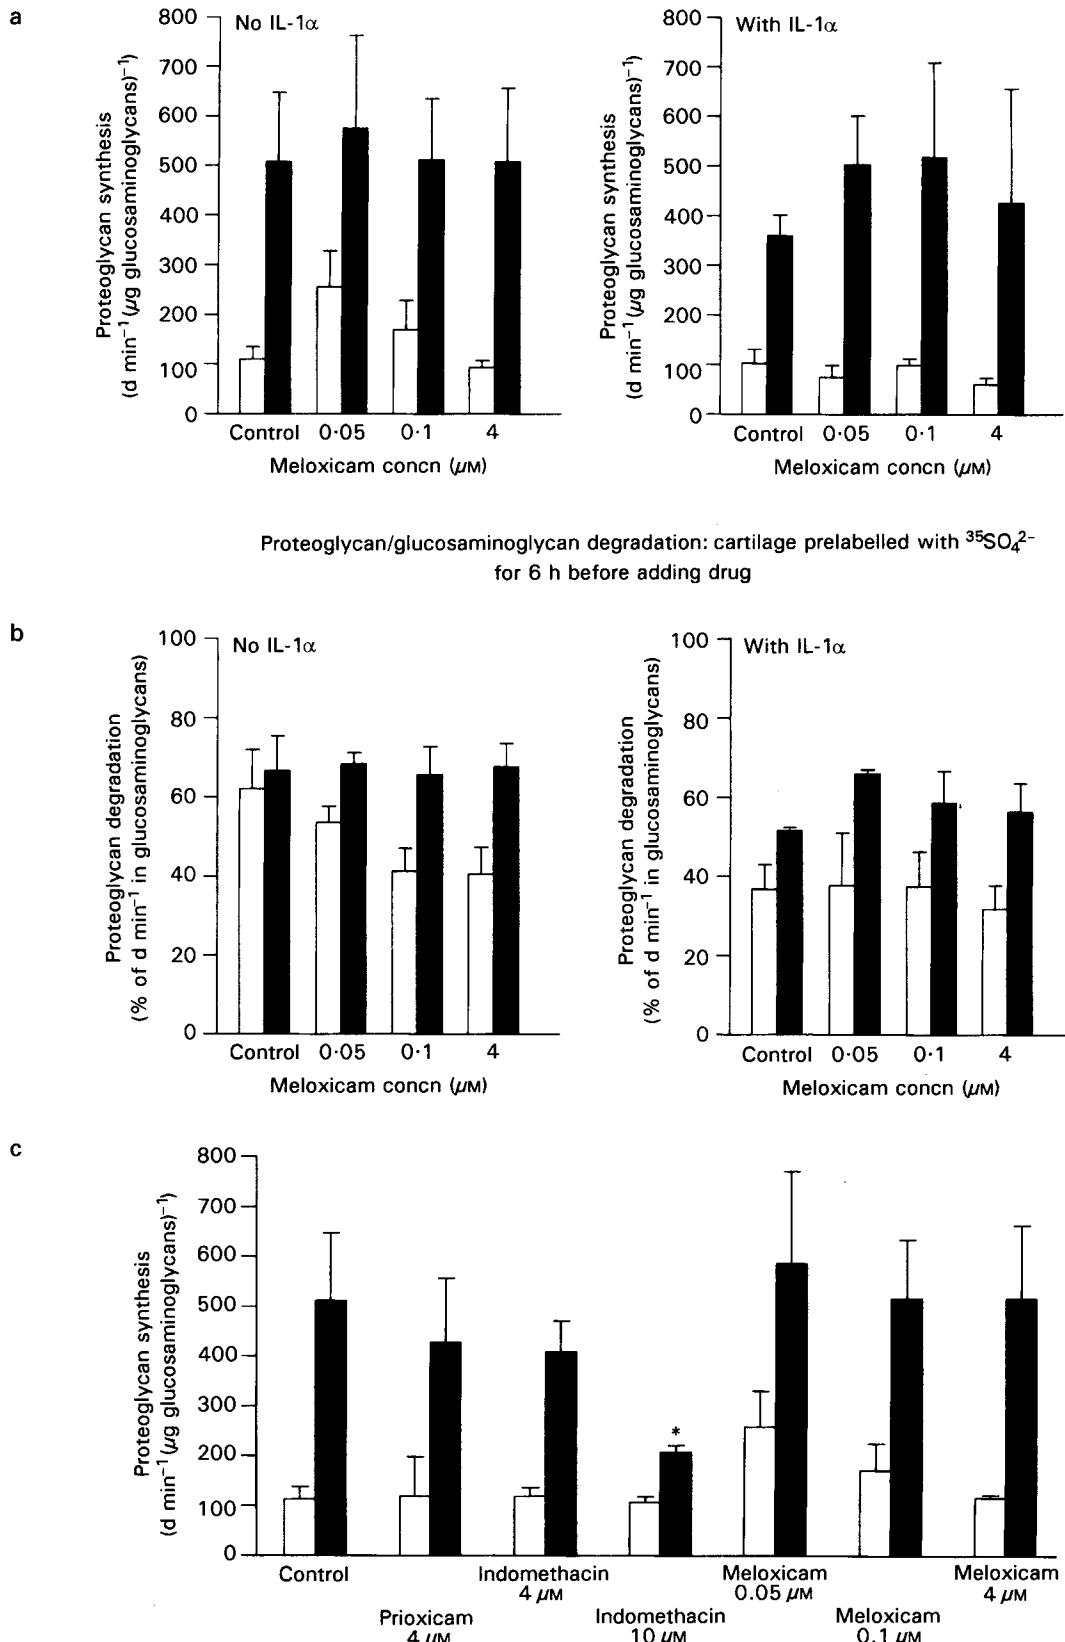 a
No IL-1α
With IL-1α
Proteoglycan synthesis
(d min⁻¹ (μg glucosaminoglycans)⁻¹)
800
700
600
500
400
300
200
100
0
Control 0·05 0·1 4
Meloxicam concn (μM)
Proteoglycan synthesis
(d min⁻¹ (μg glucosaminoglycans)⁻¹)
800
700
600
500
400
300
200
100
0
Control 0·05 0·1 4
Meloxicam concn (μM)
Proteoglycan/glucosaminoglycan degradation: cartilage prelabelled with ³⁵SO₄²⁻
for 6 h before adding drug
b
No IL-1α
With IL-1α
Proteoglycan degradation
(% of d min⁻¹ in glucosaminoglycans)
100
80
60
40
20
0
Control 0·05 0·1 4
Meloxicam concn (μM)
Proteoglycan degradation
(% of d min⁻¹ in glucosaminoglycans)
100
80
60
40
20
0
Control 0·05 0·1 4
Meloxicam concn (μM)
c
Proteoglycan synthesis
(d min⁻¹ (μg glucosaminoglycans)⁻¹)
800
700
600
500
400
300
200
100
0
*
Control
Prioxicam
4 μM
Indomethacin
4 μM
Indomethacin
10 μM
Meloxicam
0.05 μM
Meloxicam
0.1 μM
Meloxicam
4 μM